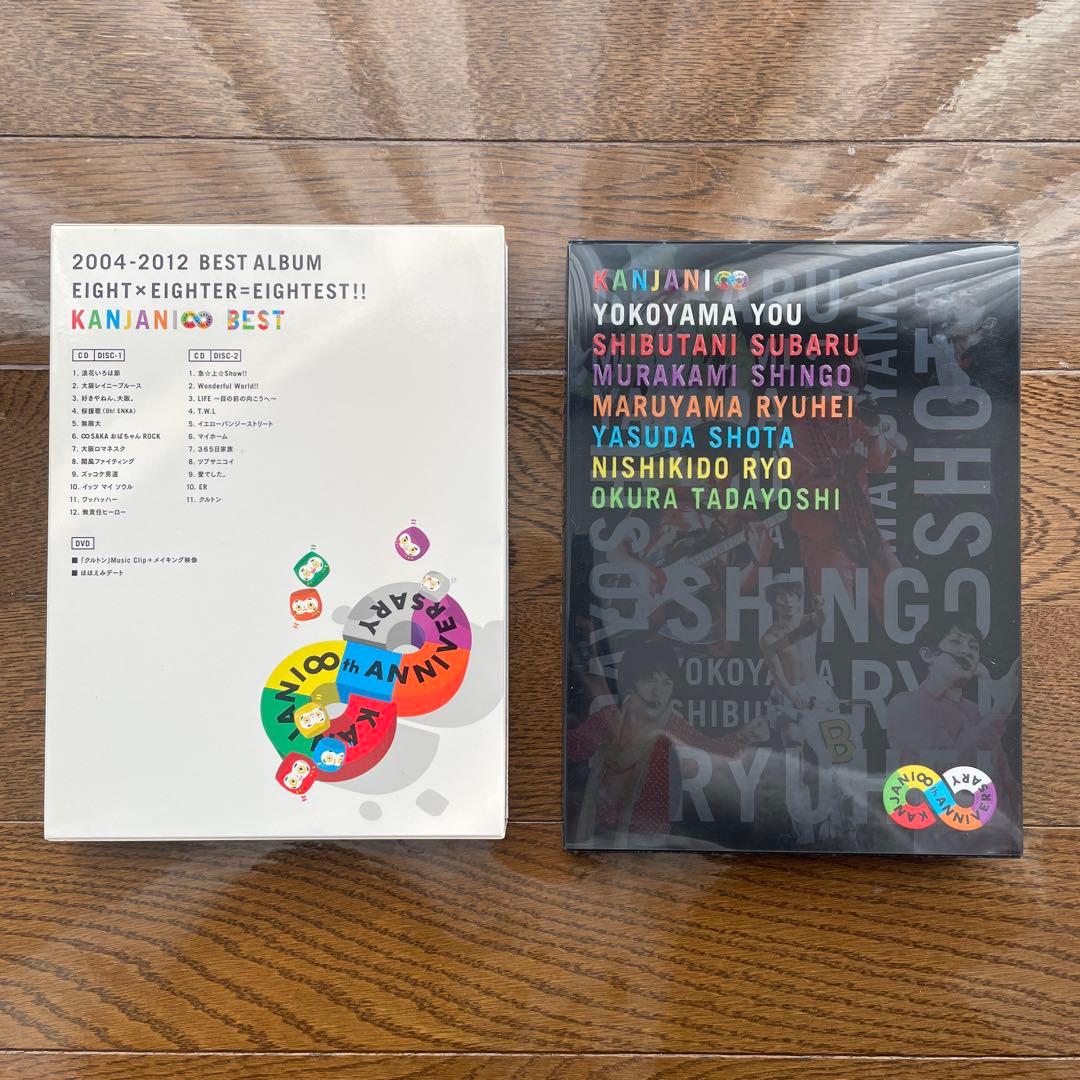 2004-2012 BEST ALBUM
EIGHT×EIGHTER=EIGHTEST!!
KANJANI∞ BEST
CD DISC-1
1. 浪花いろは節
2. 大阪レイニーブルース
3. 好きやねん、大阪。
4. 桜援歌(Oh! ENKA)
5. 無限大
6. ∞SAKA おばちゃん ROCK
7. 大阪ロマネスク
8. 関風ファイティング
9. ズッコケ男道
10. イッツ マイ ソウル
11. ワッハッハー
12. 無責任ヒーロー
CD DISC-2
1. 急☆上☆Show!!
2. Wonderful World!!
3. LIFE ～目の前の向こうへ～
4. T.W.L
5. イエローパンジーストリート
6. マイホーム
7. 365日家族
8. ツブサニコイ
9. 愛でした。
10. ER
11. クルトン
DVD
■「クルトン」Music Clip+メイキング映像
■ ほほえみデート
KANJANI 8th ANNIVERSARY
KANJANI∞
YOKOYAMA YOU
SHIBUTANI SUBARU
MURAKAMI SHINGO
MARUYAMA RYUHEI
YASUDA SHOTA
NISHIKIDO RYO
OKURA TADAYOSHI
SHINGO
YOKOYAMA
SHIBU
RYUHEI
KANJANI 8th ANNIVERSARY